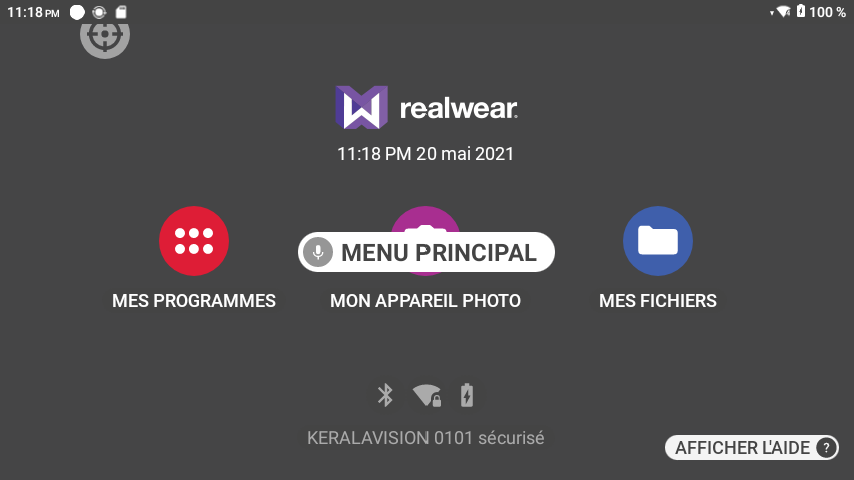 11:18 PM
100 %
realwear
11:18 PM 20 mai 2021
MENU PRINCIPAL
MES PROGRAMMES
MON APPAREIL PHOTO
MES FICHIERS
KERALAVISION 0101 sécurisé
AFFICHER L'AIDE ?